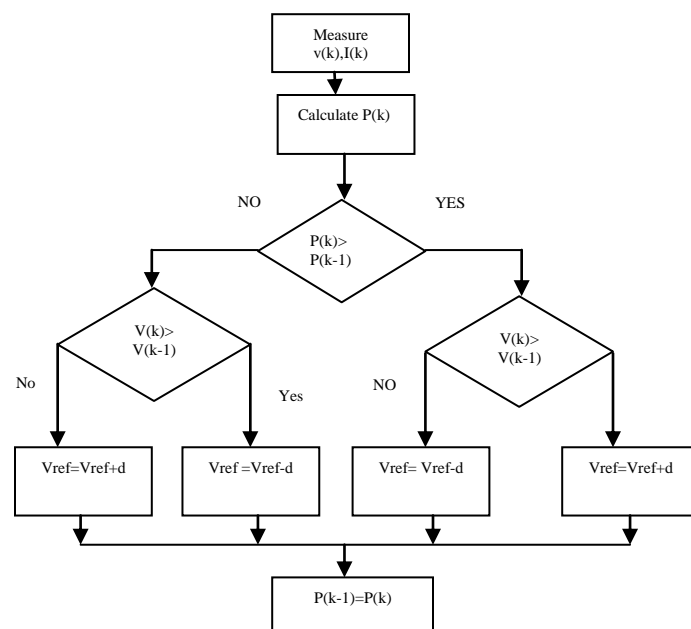 Measure
v(k),I(k)
Calculate P(k)
NO
YES
P(k)>
P(k-1)
V(k)>
V(k-1)
V(k)>
V(k-1)
No
Yes
NO
Vref=Vref+d
Vref =Vref-d
Vref= Vref-d
Vref=Vref+d
P(k-1)=P(k)